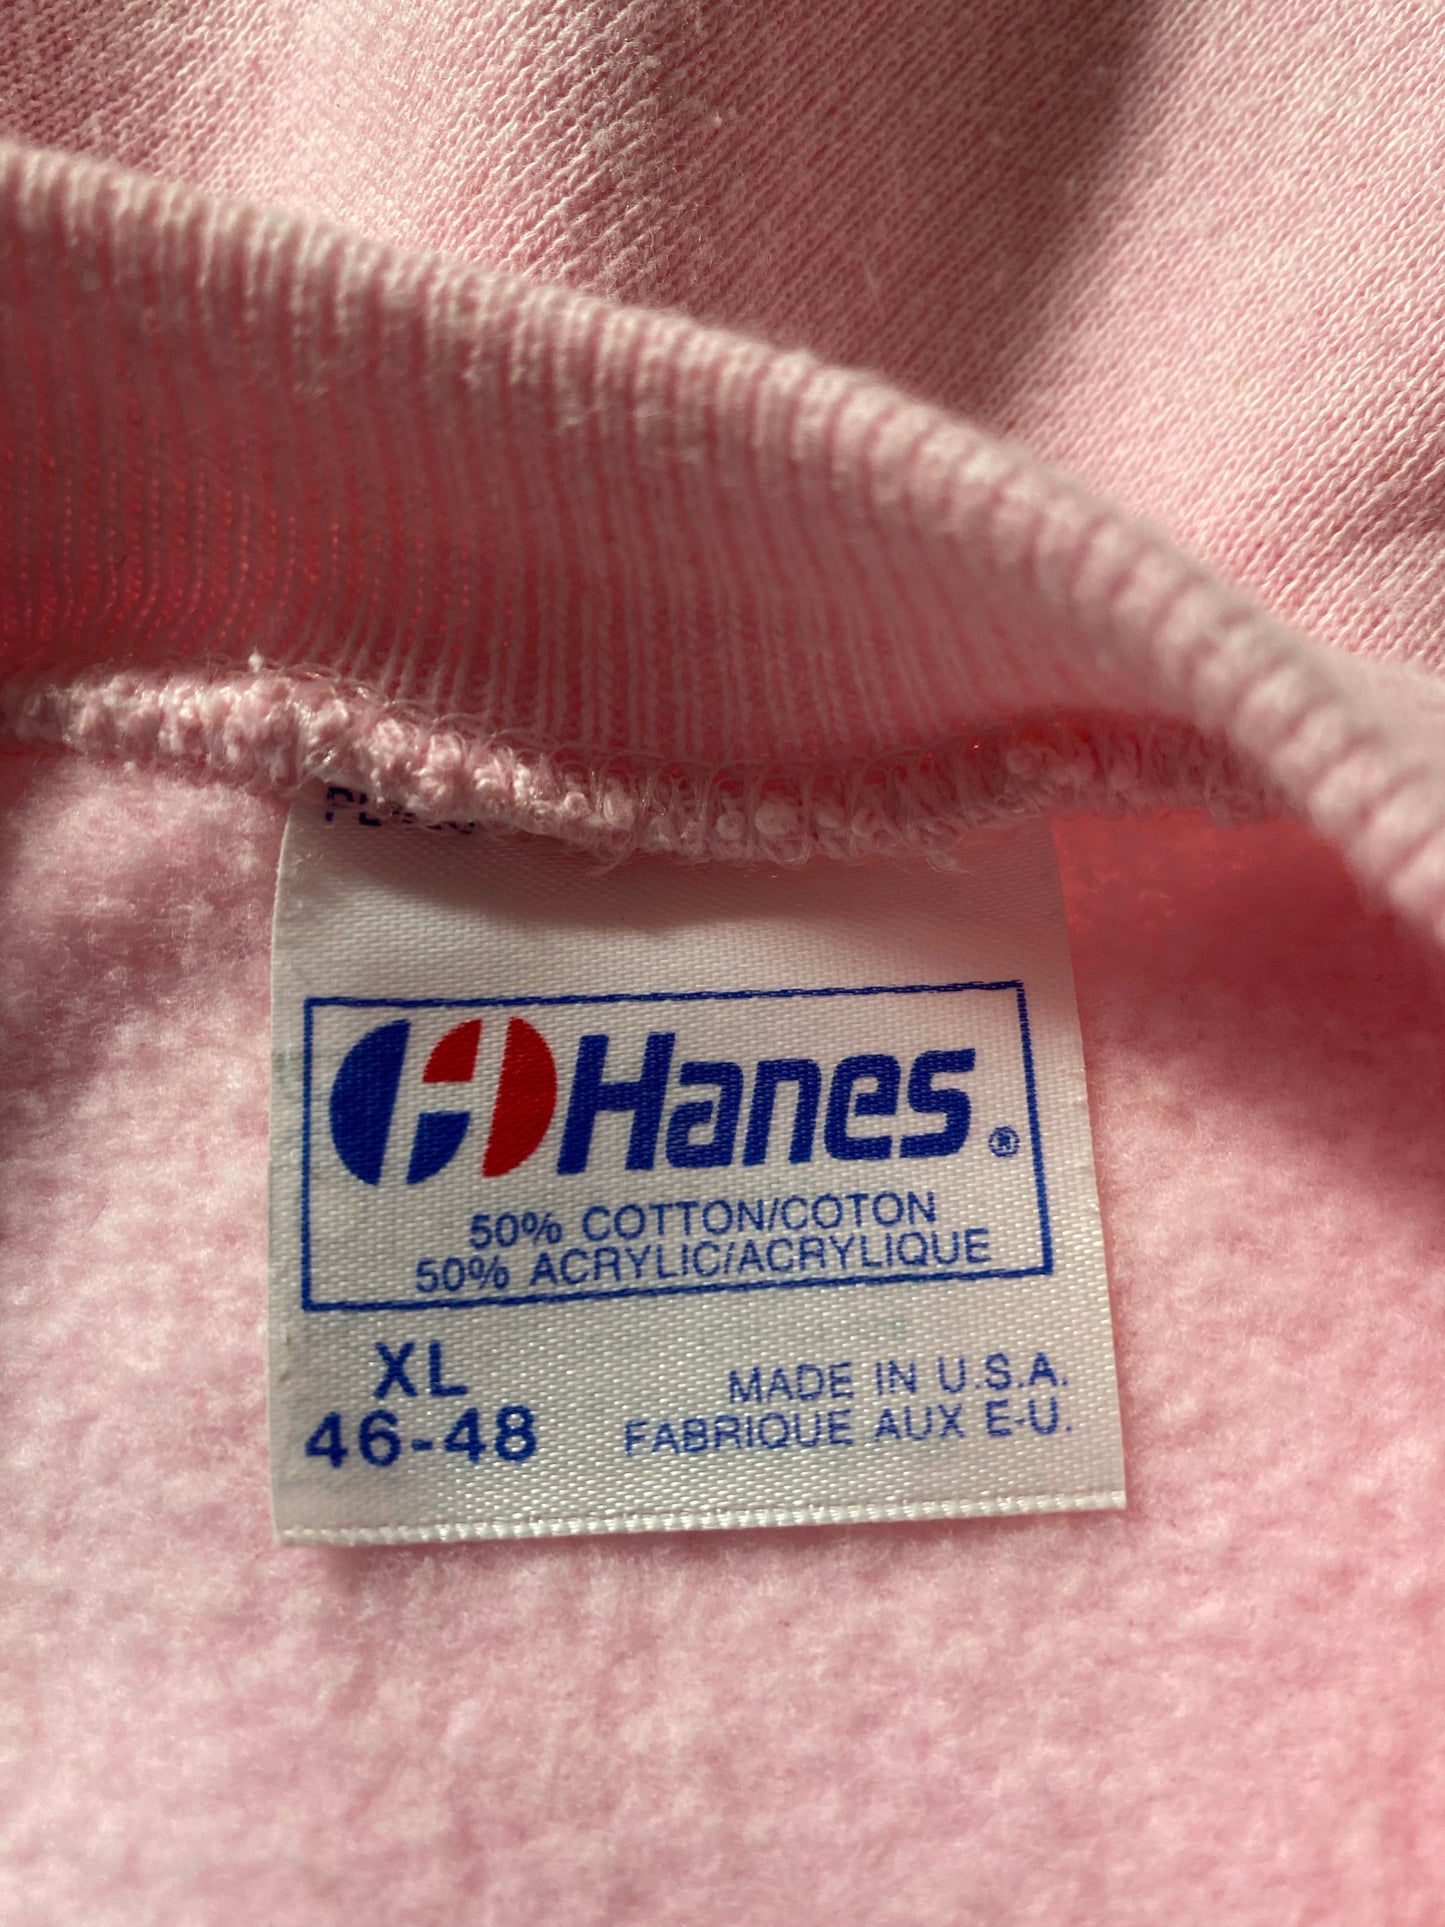 Hanes®
50% COTTON/COTON
50% ACRYLIC/ACRYLIQUE
XL
46-48
MADE IN U.S.A.
FABRIQUE AUX E-U.